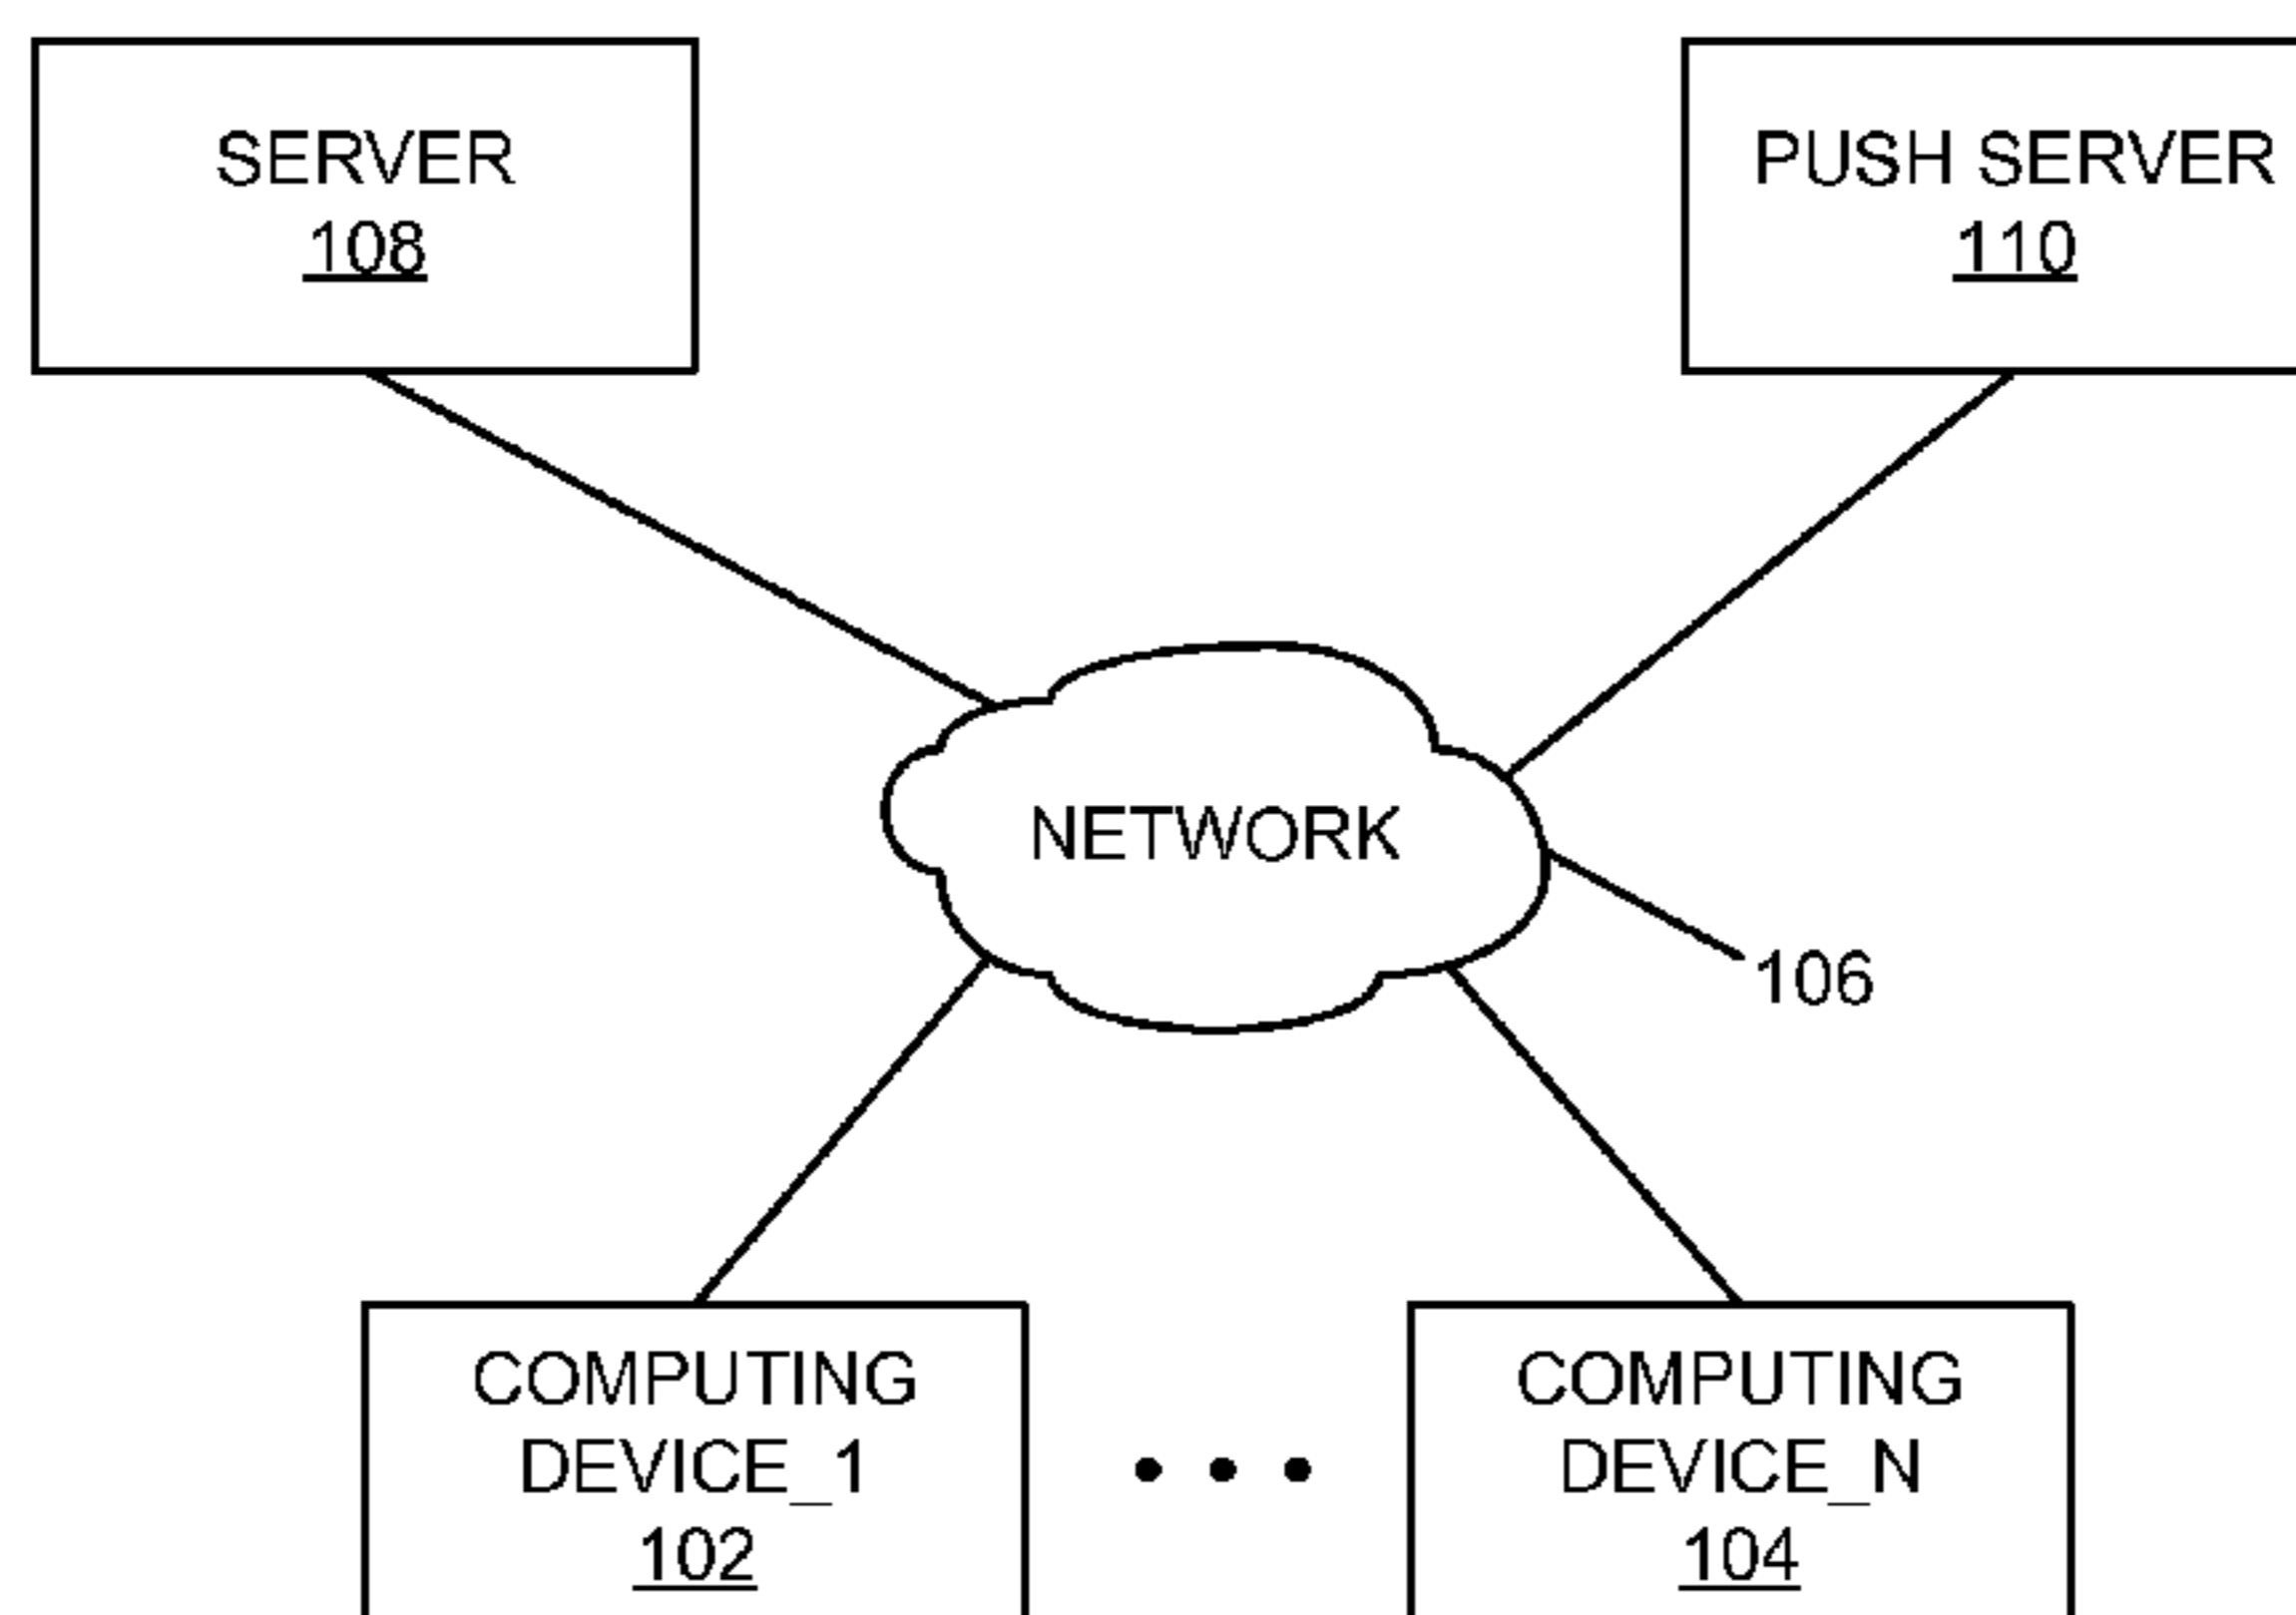 SERVER
108
PUSH SERVER
110
NETWORK
106
COMPUTING
DEVICE_1
102
COMPUTING
DEVICE_N
104